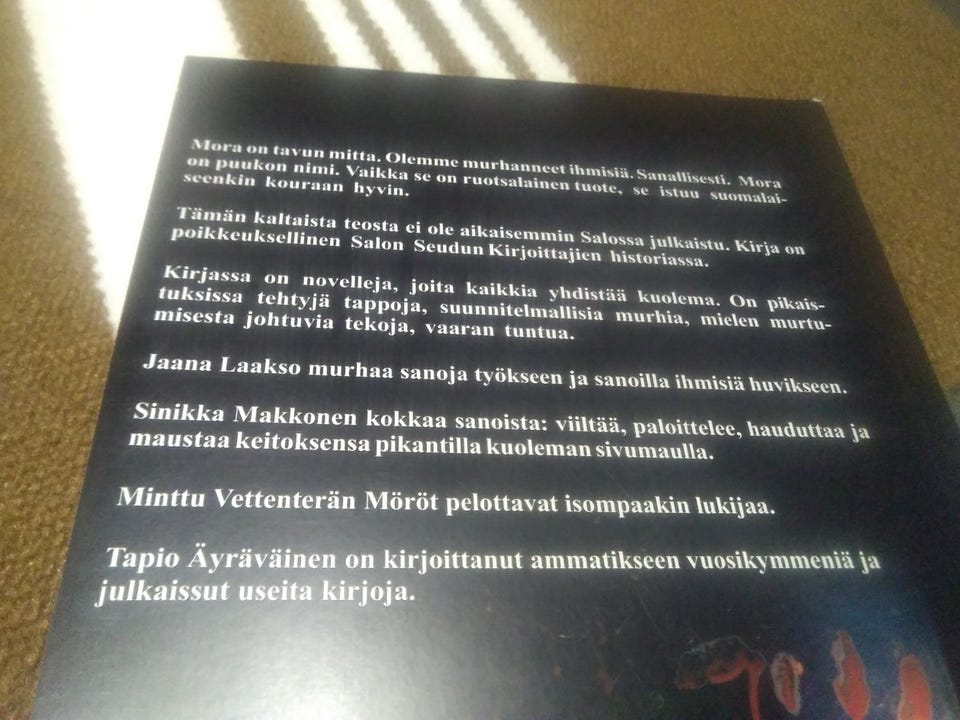 Mora on tavun mitta. Olemme murhanneet ihmisiä. Sanallisesti. Mora
on puukon nimi. Vaikka se on ruotsalainen tuote, se istuu suomalai-
seenkin kouraan hyvin.
Tämän kaltaista teosta ei ole aikaisemmin Salossa julkaistu. Kirja on
poikkeuksellinen Salon Seudun Kirjoittajien historiassa.
Kirjassa on novelleja, joita kaikkia yhdistää kuolema. On pikais-
tuksissa tehtyjä tappoja, suunnitelmallisia murhia, mielen murtu-
misesta johtuvia tekoja, vaaran tuntua.
Jaana Laakso murhaa sanoja työkseen ja sanoilla ihmisiä huvikseen.
Sinikka Makkonen kokkaa sanoista: viiltää, paloittelee, hauduttaa ja
maustaa keitoksensa pikantilla kuoleman sivumaulla.
Minttu Vettenterän Möröt pelottavat isompaakin lukijaa.
Tapio Äyräväinen on kirjoittanut ammatikseen vuosikymmeniä ja
julkaissut useita kirjoja.